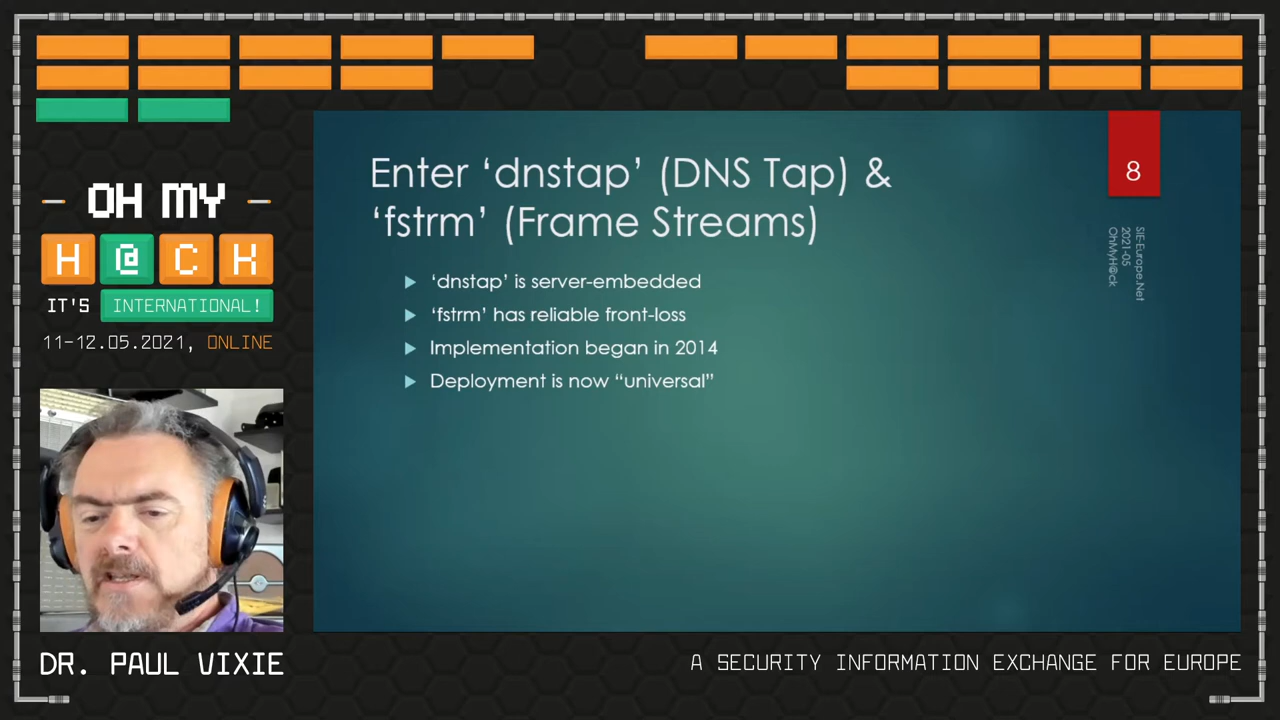 OH MY
H@CK
IT'S INTERNATIONAL!
11-12.05.2021, ONLINE
Enter ‘dnstap’ (DNS Tap) &
‘fstrm’ (Frame Streams)
‘dnstap’ is server-embedded
‘fstrm’ has reliable front-loss
Implementation began in 2014
Deployment is now “universal”
8
SIE-Europe.Net
2021-05
OhMyH@ck
DR. PAUL VIXIE
A SECURITY INFORMATION EXCHANGE FOR EUROPE